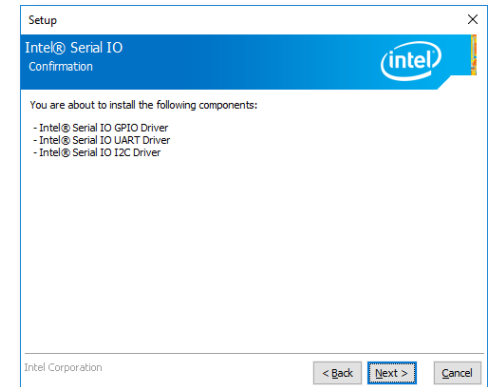 Setup
Intel® Serial IO
Confirmation
intel
You are about to install the following components:
- Intel® Serial IO GPIO Driver
- Intel® Serial IO UART Driver
- Intel® Serial IO I2C Driver
Intel Corporation
< Back Next > Cancel